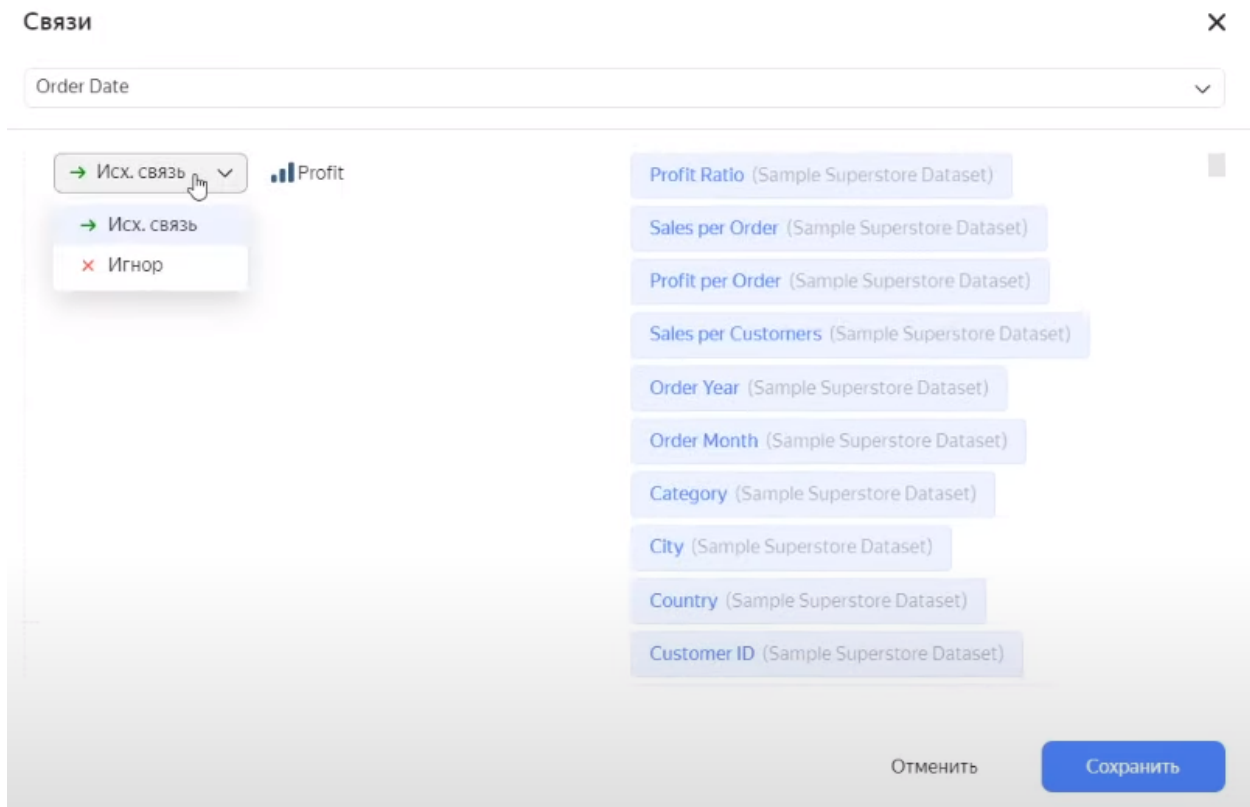 Связи
Order Date
Исх. связь
Profit
Исх. связь
Игнор
Profit Ratio (Sample Superstore Dataset)
Sales per Order (Sample Superstore Dataset)
Profit per Order (Sample Superstore Dataset)
Sales per Customers (Sample Superstore Dataset)
Order Year (Sample Superstore Dataset)
Order Month (Sample Superstore Dataset)
Category (Sample Superstore Dataset)
City (Sample Superstore Dataset)
Country (Sample Superstore Dataset)
Customer ID (Sample Superstore Dataset)
Отменить
Сохранить